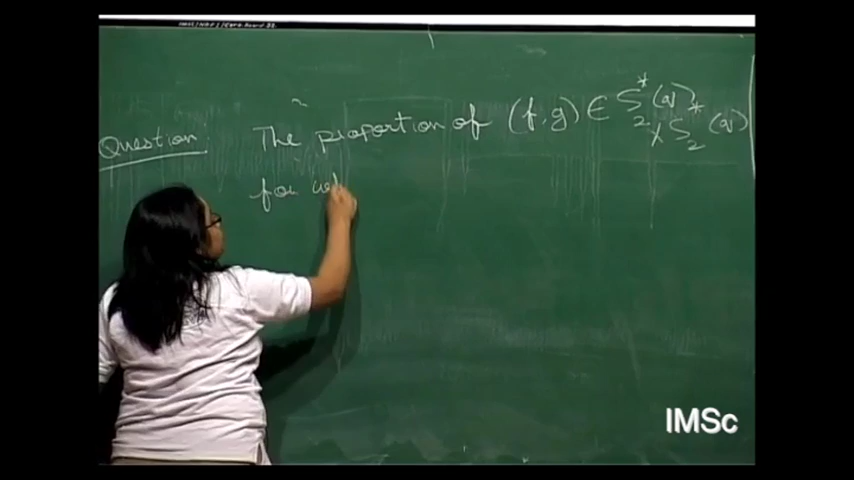 Question: The proportion of (f, g) ∈ S₂*(q) × S₂*(q)
for wh
IMSc